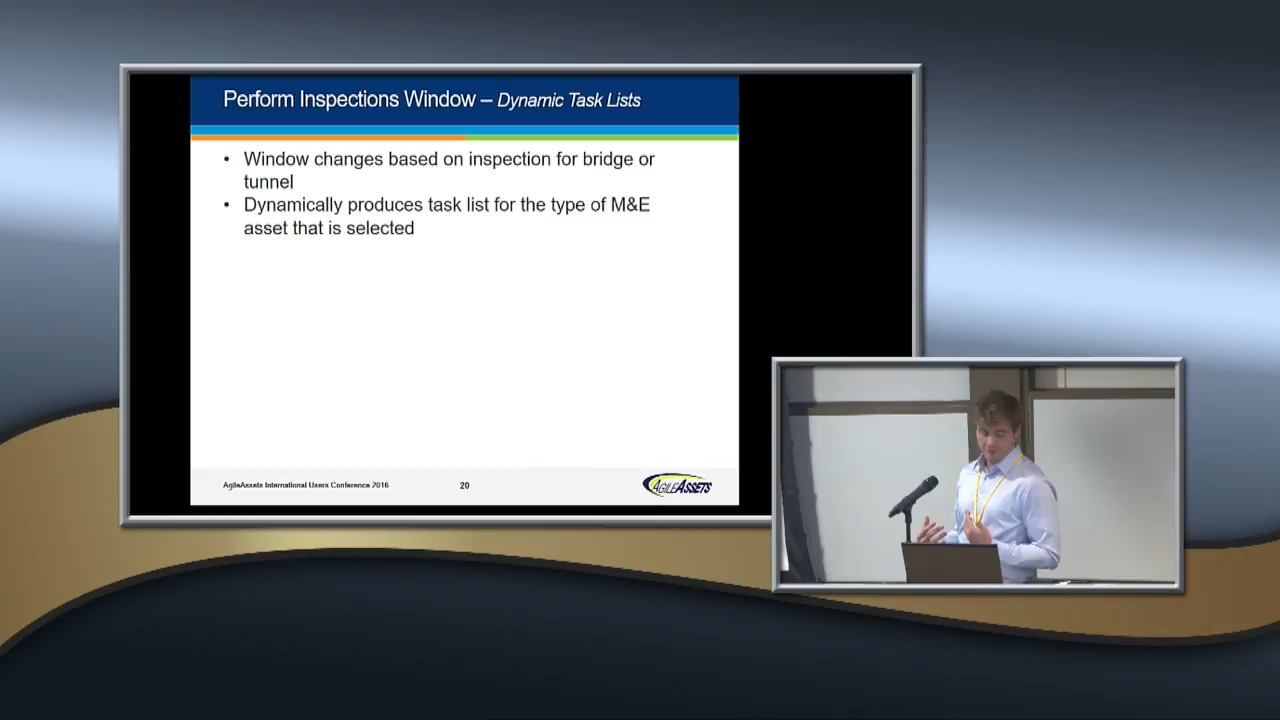 Perform Inspections Window – Dynamic Task Lists
• Window changes based on inspection for bridge or
tunnel
• Dynamically produces task list for the type of M&E
asset that is selected
AgileAssets International Users Conference 2016
20
AGILEASSETS